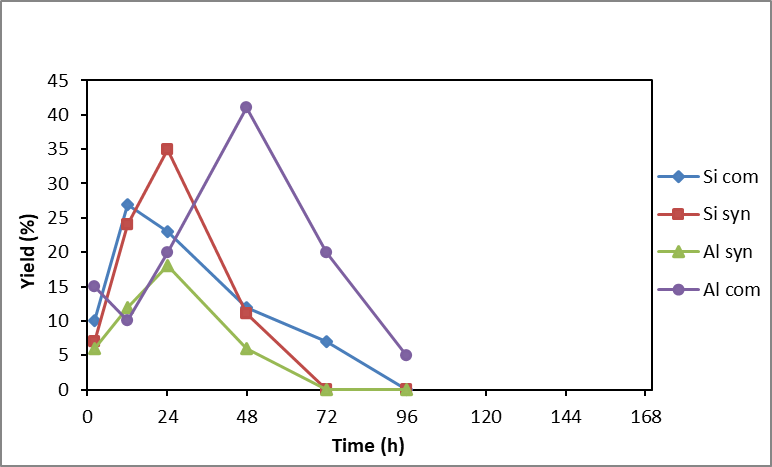 45
40
35
30
25
20
15
10
5
0
Yield (%)
0 24 48 72 96 120 144 168
Time (h)
Si com
Si syn
Al syn
Al com